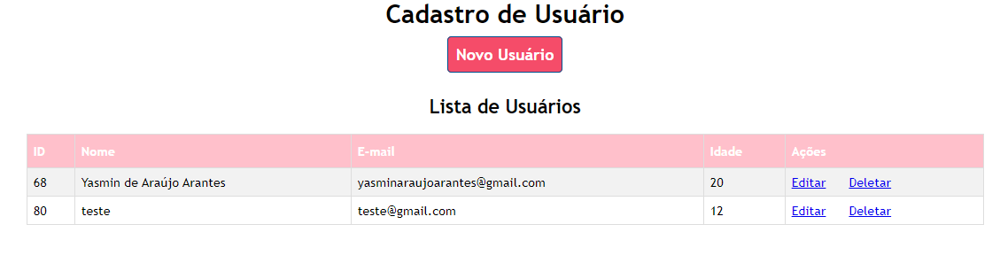 Cadastro de Usuário
Novo Usuário
Lista de Usuários
ID Nome E-mail Idade Ações
68 Yasmin de Araújo Arantes yasminaraujoarantes@gmail.com 20 Editar Deletar
80 teste teste@gmail.com 12 Editar Deletar